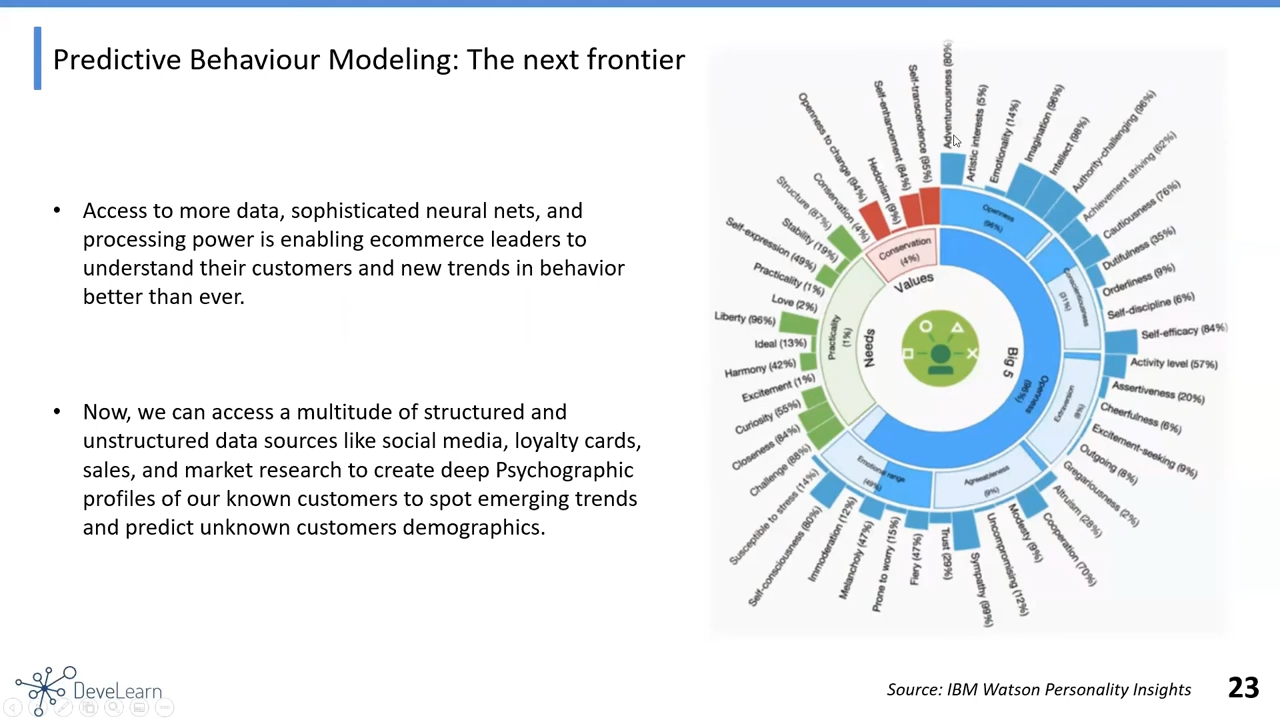 Predictive Behaviour Modeling: The next frontier
• Access to more data, sophisticated neural nets, and
processing power is enabling ecommerce leaders to
understand their customers and new trends in behavior
better than ever.
• Now, we can access a multitude of structured and
unstructured data sources like social media, loyalty cards,
sales, and market research to create deep Psychographic
profiles of our known customers to spot emerging trends
and predict unknown customers demographics.
Adventurousness (80%)
Artistic interests (5%)
Emotionality (14%)
Imagination (96%)
Intellect (98%)
Authority-challenging (96%)
Achievement striving (62%)
Cautiousness (76%)
Dutifulness (35%)
Orderliness (9%)
Self-discipline (6%)
Self-efficacy (84%)
Activity level (57%)
Assertiveness (20%)
Cheerfulness (6%)
Excitement-seeking (9%)
Outgoing (8%)
Gregariousness (2%)
Altruism (28%)
Cooperation (70%)
Modesty (9%)
Uncompromising (12%)
Sympathy (99%)
Trust (29%)
Fiery (47%)
Prone to worry (15%)
Melancholy (47%)
Immoderation (12%)
Self-consciousness (80%)
Susceptible to stress (14%)
Challenge (88%)
Closeness (84%)
Curiosity (55%)
Excitement (1%)
Harmony (42%)
Ideal (13%)
Liberty (96%)
Love (2%)
Practicality (1%)
Self-expression (49%)
Stability (19%)
Structure (87%)
Conservation (4%)
Openness to change (94%)
Hedonism (9%)
Self-enhancement (84%)
Self-transcendence (95%)
Openness
(96%)
Conscientiousness
(31%)
Extraversion
(8%)
Agreeableness
(9%)
Emotional range
(49%)
Practicality
(1%)
Conservation
(4%)
Values
Needs
Big 5
Openness
(96%)
DeveLearn
Source: IBM Watson Personality Insights
23